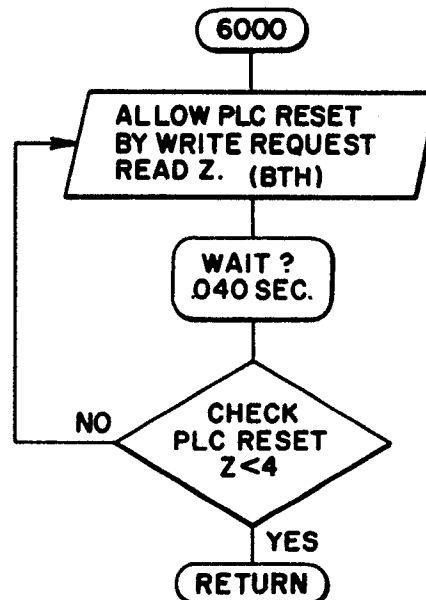 6000
ALLOW PLC RESET
BY WRITE REQUEST
READ Z. (BTH)
WAIT ?
.040 SEC.
CHECK
PLC RESET
Z<4
NO
YES
RETURN